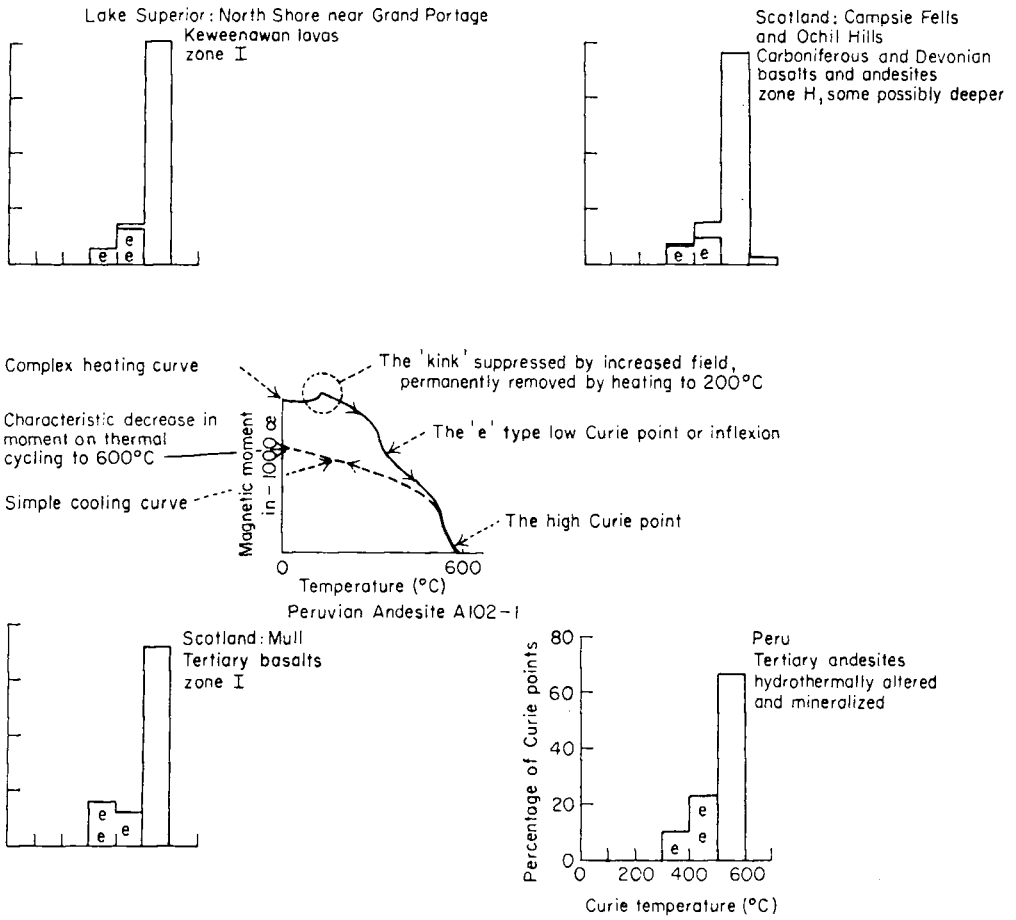 Lake Superior: North Shore near Grand Portage
Keweenawan lavas
zone I
e
e
e
Scotland: Campsie Fells
and Ochil Hills
Carboniferous and Devonian
basalts and andesites
zone H, some possibly deeper
e
e
Complex heating curve
The 'kink' suppressed by increased field,
permanently removed by heating to 200°C
Characteristic decrease in
moment on thermal
cycling to 600°C
The 'e' type low Curie point or inflexion
Simple cooling curve
The high Curie point
Magnetic moment
in - 1000 œ
0
600
Temperature (°C)
Peruvian Andesite A102-1
Scotland: Mull
Tertiary basalts
zone I
e
e
e
Peru
Tertiary andesites
hydrothermally altered
and mineralized
Percentage of Curie points
80
60
40
20
0
e
e
e
0
200
400
600
Curie temperature (°C)